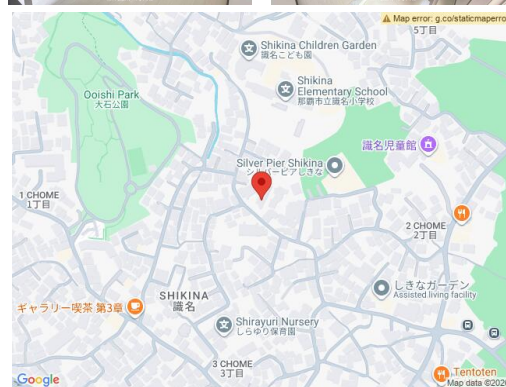 Map error: g.co/staticmaperro
5丁目
Shikina Children Garden
識名こども園
Shikina
Elementary School
那覇市立識名小学校
Ooishi Park
大石公園
識名児童館
Silver Pier Shikina
シルバーピアしきな
1 CHOME
1丁目
2 CHOME
2丁目
しきなガーデン
Assisted living facility
SHIKINA
識名
ギャラリー喫茶 第3章
Shirayuri Nursery
しらゆり保育園
3 CHOME
3丁目
Tentoten
Google
Map data ©202